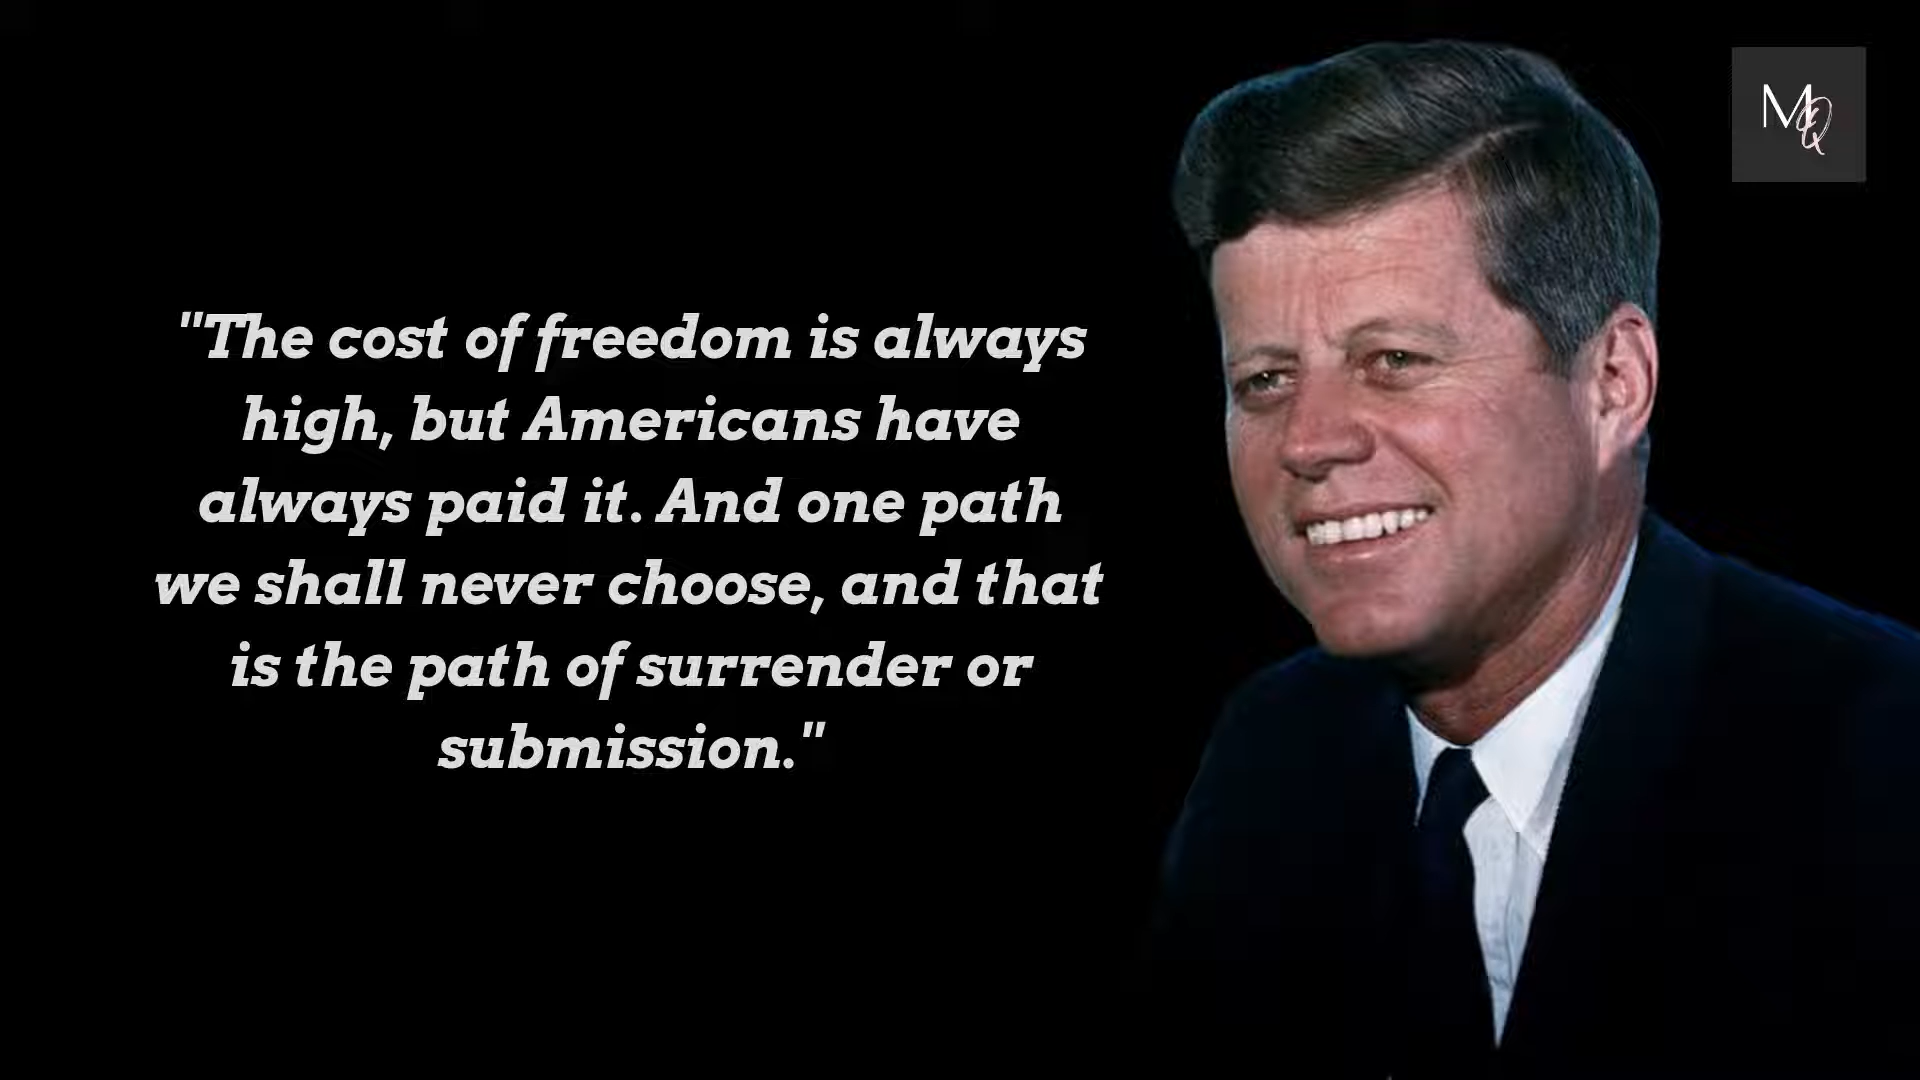 "The cost of freedom is always
high, but Americans have
always paid it. And one path
we shall never choose, and that
is the path of surrender or
submission."
MQ